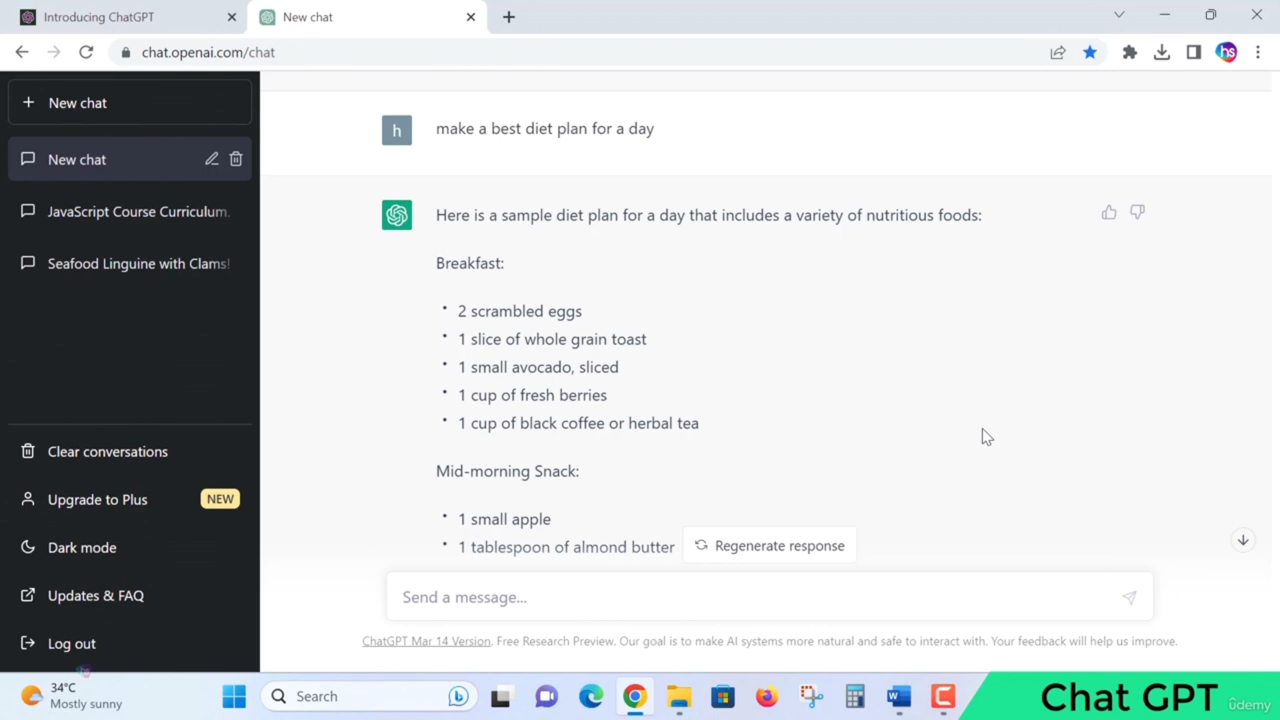 Introducing ChatGPT
New chat
chat.openai.com/chat
hs
New chat
New chat
JavaScript Course Curriculum.
Seafood Linguine with Clams!
Clear conversations
Upgrade to Plus NEW
Dark mode
Updates & FAQ
Log out
h make a best diet plan for a day
Here is a sample diet plan for a day that includes a variety of nutritious foods:
Breakfast:
• 2 scrambled eggs
• 1 slice of whole grain toast
• 1 small avocado, sliced
• 1 cup of fresh berries
• 1 cup of black coffee or herbal tea
Mid-morning Snack:
• 1 small apple
• 1 tablespoon of almond butter
Regenerate response
Send a message...
ChatGPT Mar 14 Version. Free Research Preview. Our goal is to make AI systems more natural and safe to interact with. Your feedback will help us improve.
34°C
Mostly sunny
Search
Chat GPT
ûdemy